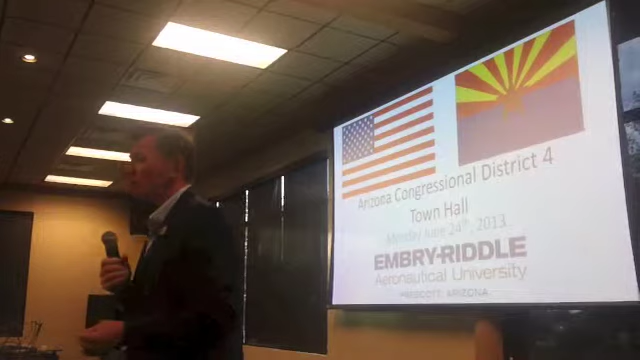 Arizona Congressional District 4
Town Hall
Monday June 24th, 2013
EMBRY-RIDDLE
Aeronautical University
PRESCOTT, ARIZONA